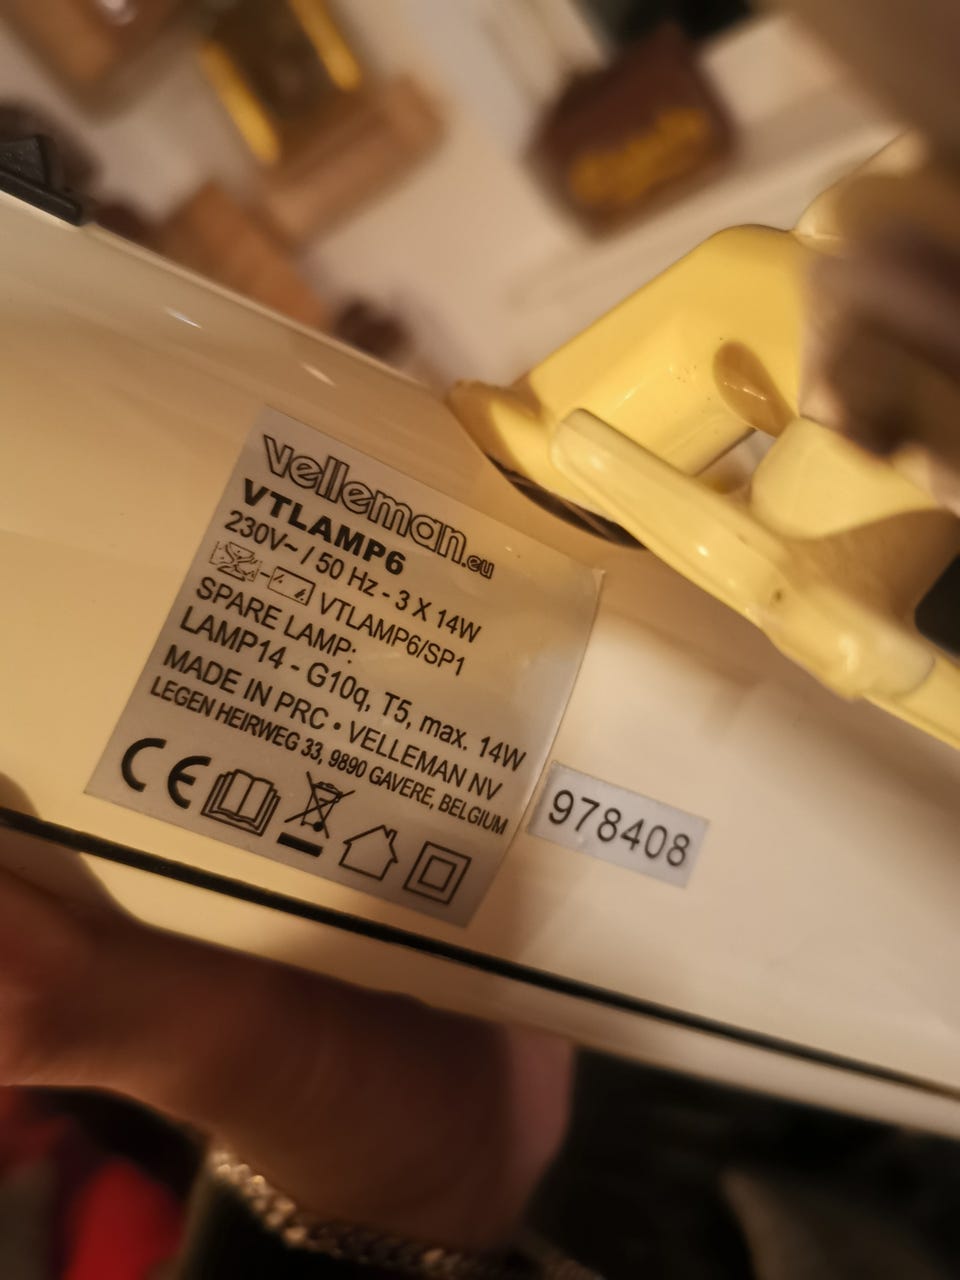 velleman.eu
VTLAMP6
230V~ / 50 Hz - 3 X 14W
- VTLAMP6/SP1
SPARE LAMP:
LAMP14 - G10q, T5, max. 14W
MADE IN PRC • VELLEMAN NV
LEGEN HEIRWEG 33, 9890 GAVERE, BELGIUM
CE
978408